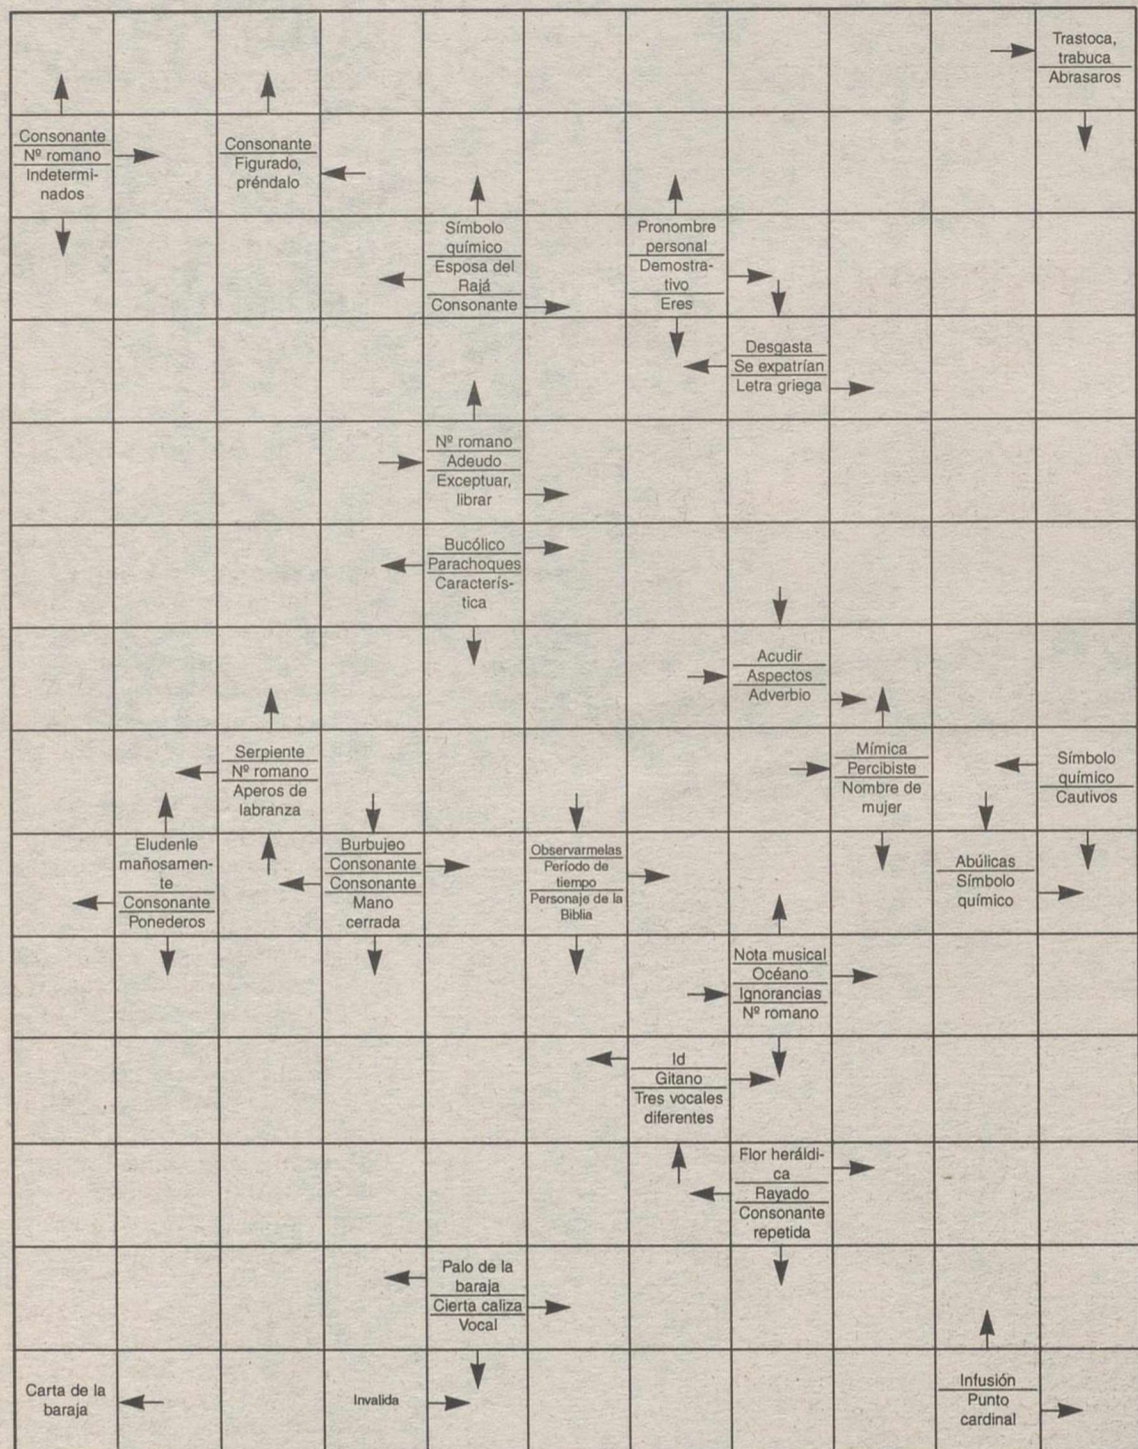 Trastoca,
trabuca
Abrasaros
Consonante
Nº romano
Indetermi-
nados
Consonante
Figurado,
préndalo
Símbolo
químico
Esposa del
Rajá
Consonante
Pronombre
personal
Demostra-
tivo
Eres
Desgasta
Se expatrían
Letra griega
Nº romano
Adeudo
Exceptuar,
librar
Bucólico
Parachoques
Caracterís-
tica
Acudir
Aspectos
Adverbio
Serpiente
Nº romano
Aperos de
labranza
Mímica
Percibiste
Nombre de
mujer
Símbolo
químico
Cautivos
Eludenle
mañosamen-
te
Consonante
Ponederos
Burbujeo
Consonante
Consonante
Mano
cerrada
Observarmelas
Período de
tiempo
Personaje de la
Biblia
Abúlicas
Símbolo
químico
Nota musical
Océano
Ignorancias
Nº romano
Id
Gitano
Tres vocales
diferentes
Flor heráldi-
ca
Rayado
Consonante
repetida
Palo de la
baraja
Cierta caliza
Vocal
Carta de la
baraja
Invalida
Infusión
Punto
cardinal